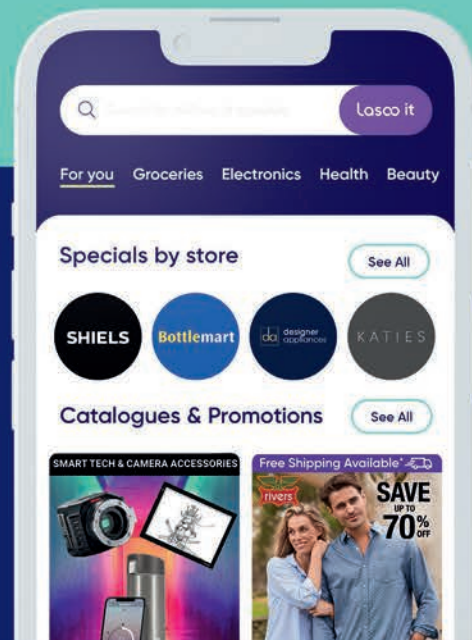 Lasoo it
For you Groceries Electronics Health Beauty
Specials by store See All
SHIELS Bottlemart da designer appliances KATIES
Catalogues & Promotions See All
SMART TECH & CAMERA ACCESSORIES
Free Shipping Available*
rivers
SAVE
UP TO
70% OFF